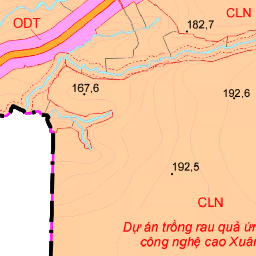 CLN
ODT
182,7
167,6
192,6
192,5
CLN
Dự án trồng rau quả ứn
công nghệ cao Xuân